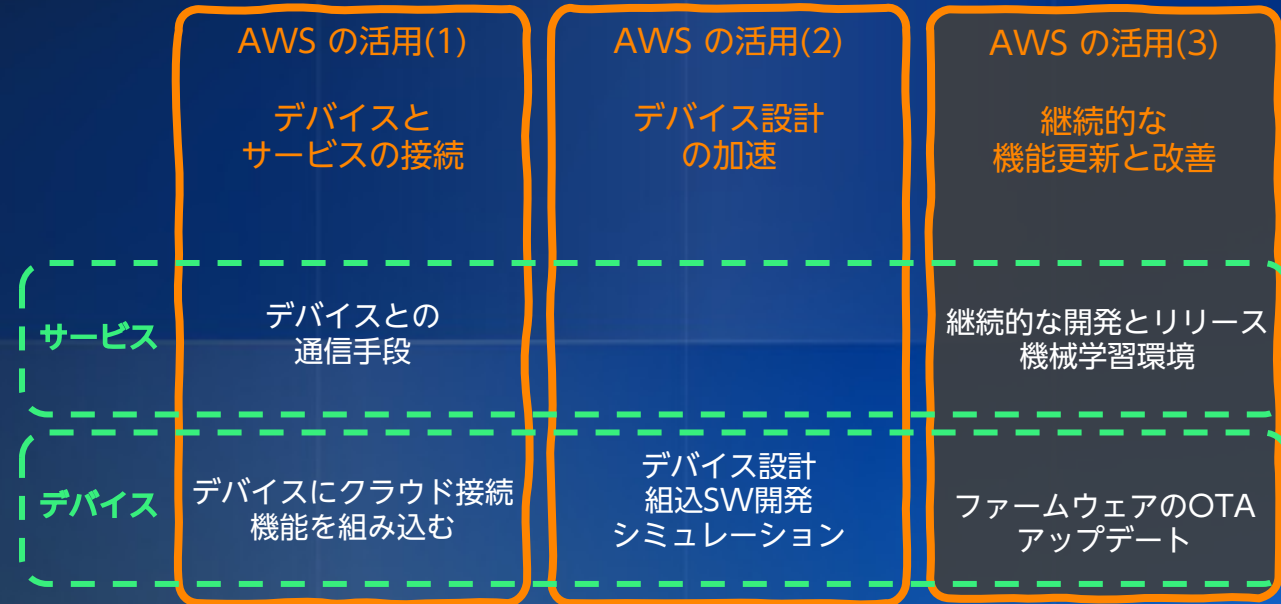 AWS の活用(1)
デバイスと
サービスの接続
AWS の活用(2)
デバイス設計
の加速
AWS の活用(3)
継続的な
機能更新と改善
サービス
デバイスとの
通信手段
継続的な開発とリリース
機械学習環境
デバイス
デバイスにクラウド接続
機能を組み込む
デバイス設計
組込SW開発
シミュレーション
ファームウェアのOTA
アップデート